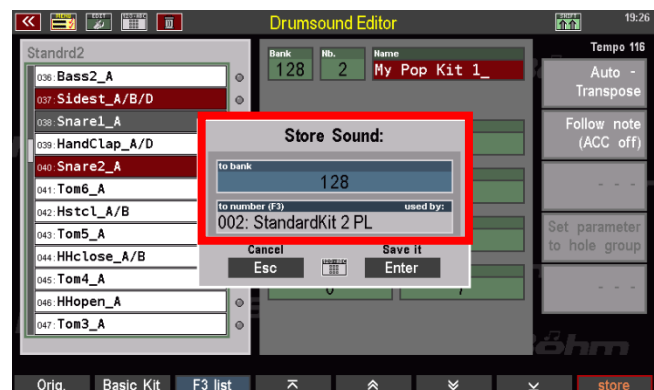 MENU
EDIT
Drumsound Editor
SHIFT
19:26
Standrd2
Bank
Nb.
Name
Tempo 116
128
2
My Pop Kit 1_
036: Bass2_A
037: Sidest_A/B/D
038: Snare1_A
039: HandClap_A/D
040: Snare2_A
041: Tom6_A
042: Hstcl_A/B
043: Tom5_A
044: HHclose_A/B
045: Tom4_A
046: HHopen_A
047: Tom3_A
Store Sound:
to bank
128
to number (F3)
used by:
002: StandardKit 2 PL
Cancel
Save it
Esc
Enter
Auto -
Transpose
Follow note
(ACC off)
- - -
Set parameter
to hole group
- - -
Böhm
Orig.
Basic Kit
F3 list
store